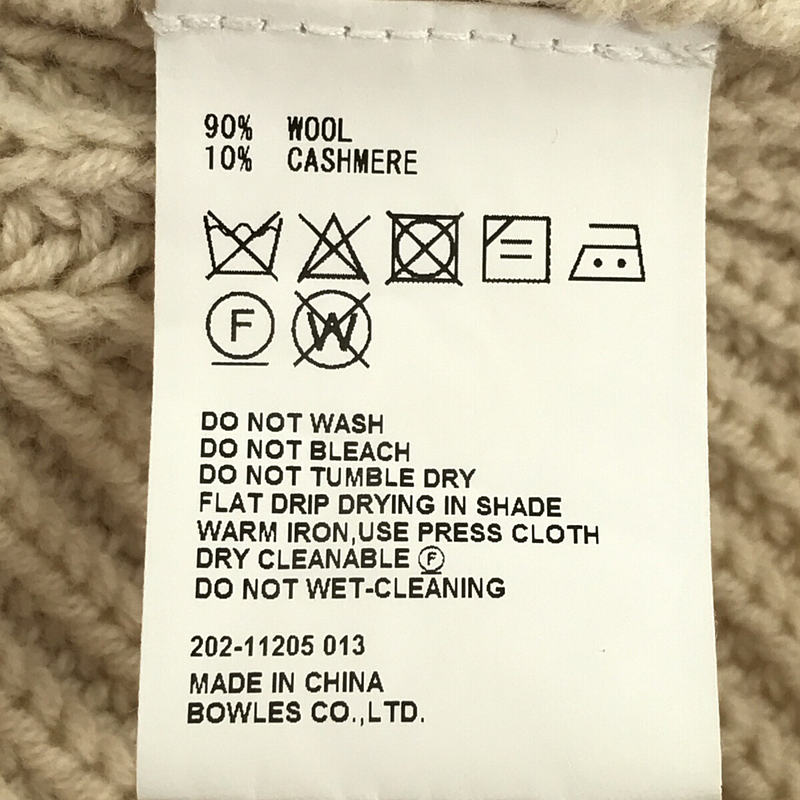 90% WOOL
10% CASHMERE
F W
DO NOT WASH
DO NOT BLEACH
DO NOT TUMBLE DRY
FLAT DRIP DRYING IN SHADE
WARM IRON,USE PRESS CLOTH
DRY CLEANABLE Ⓕ
DO NOT WET-CLEANING
202-11205 013
MADE IN CHINA
BOWLES CO.,LTD.